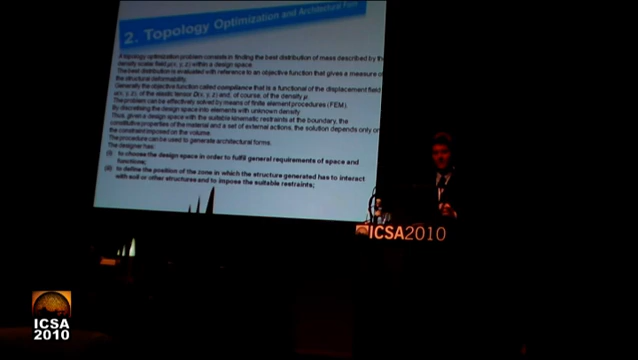 2. Topology Optimization and Architectural Form
A topology optimization problem consists in finding the best distribution of mass described by the
density scalar field μ(x, y, z) within a design space.
The best distribution is evaluated with reference to an objective function that gives a measure of
the structural deformability.
Generally the objective function called compliance that is a functional of the displacement field
u(x, y, z), of the elastic tensor D(x, y, z) and, of course, of the density μ.
The problem can be effectively solved by means of finite element procedures (FEM).
By discretising the design space into elements with unknown density
Thus, given a design space with the suitable kinematic restraints at the boundary, the
constitutive properties of the material and a set of external actions, the solution depends only on
the constraint imposed on the volume.
The procedure can be used to generate architectural forms.
The designer has:
(i) to choose the design space in order to fulfil general requirements of space and
functions;
(ii) to define the position of the zone in which the structure generated has to interact
with soil or other structures and to impose the suitable restraints;
ICSA2010
ICSA
2010